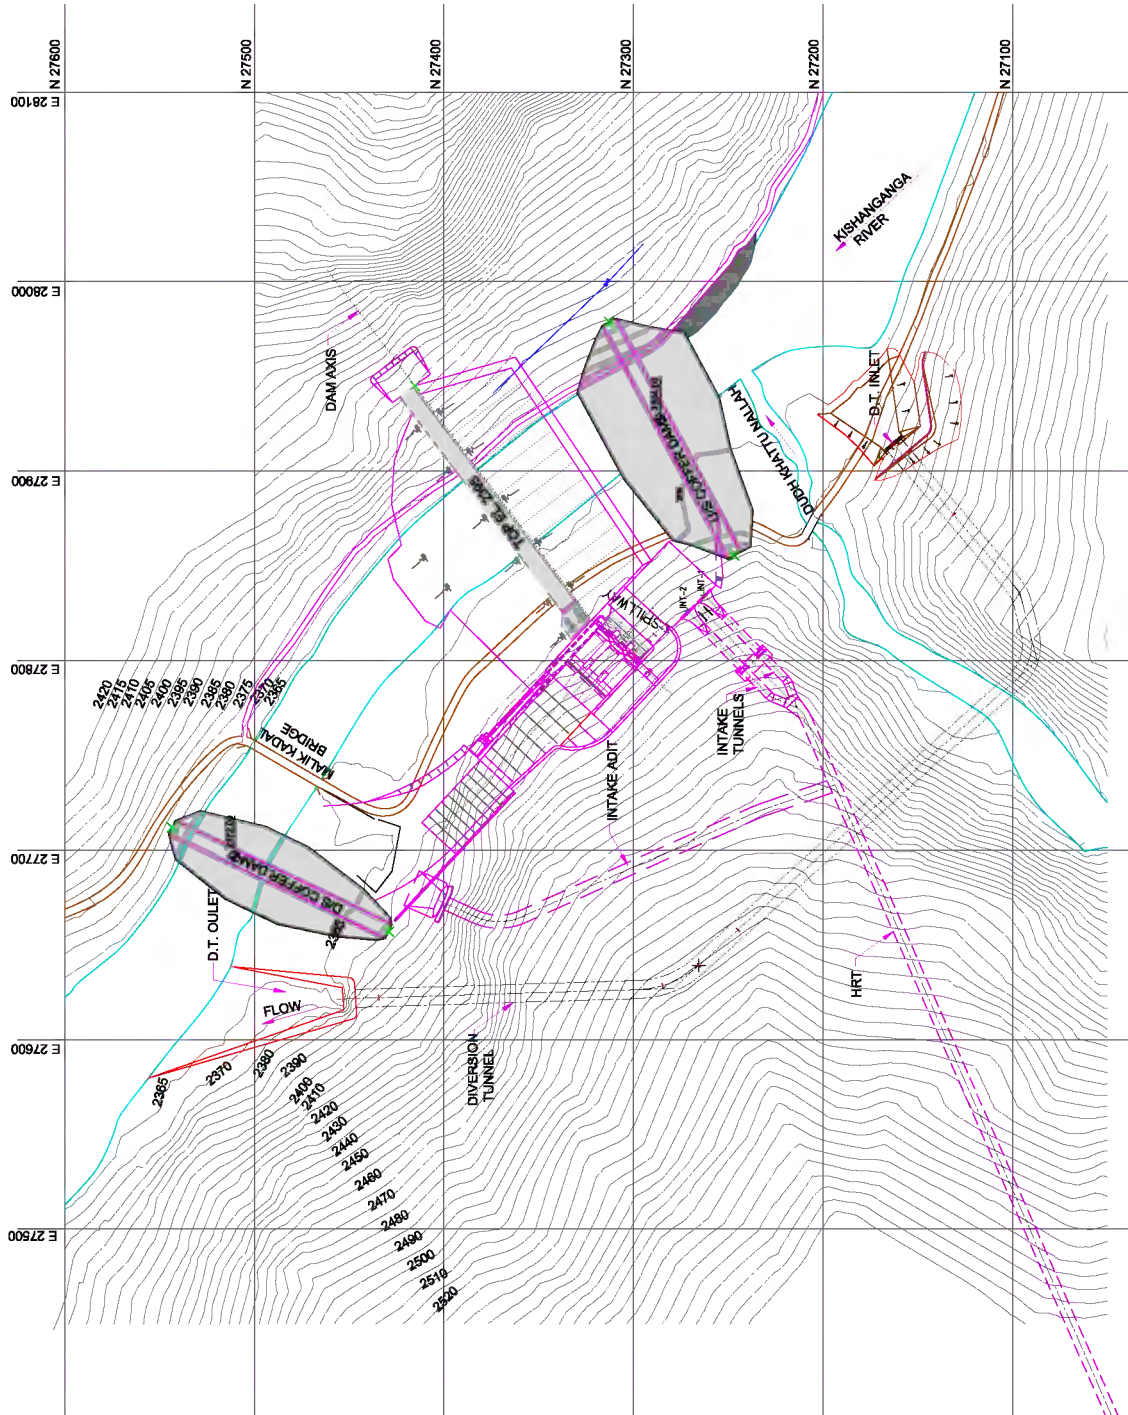 N 27600
N 27500
N 27400
N 27300
N 27200
N 27100
E 28100
E 28000
E 27900
E 27800
E 27700
E 27600
E 27500
KISHANGANGA
RIVER
DAM AXIS
D.T. INLET
DUDH KHATTU NALLAH
U/S COFFER DAM
TOP EL.
SPILLWAY
INT-2
INT-1
2420
2415
2410
2405
2400
2395
2390
2385
2380
2375
2370
2365
MALIK KADAL
BRIDGE
INTAKE
TUNNELS
INTAKE ADIT
D/S COFFER DAM
D.T. OULET
FLOW
HRT
DIVERSION
TUNNEL
2365
2370
2380
2390
2400
2410
2420
2430
2440
2450
2460
2470
2480
2490
2500
2510
2520